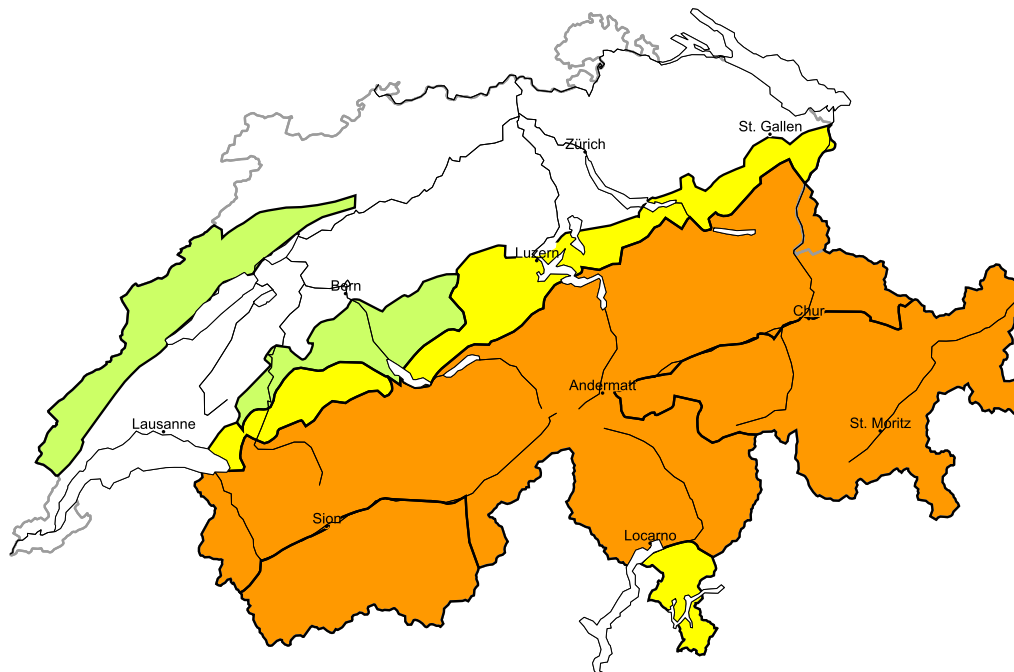 St. Gallen
Zürich
Luzern
Bern
Chur
Andermatt
Lausanne
St. Moritz
Sion
Locarno